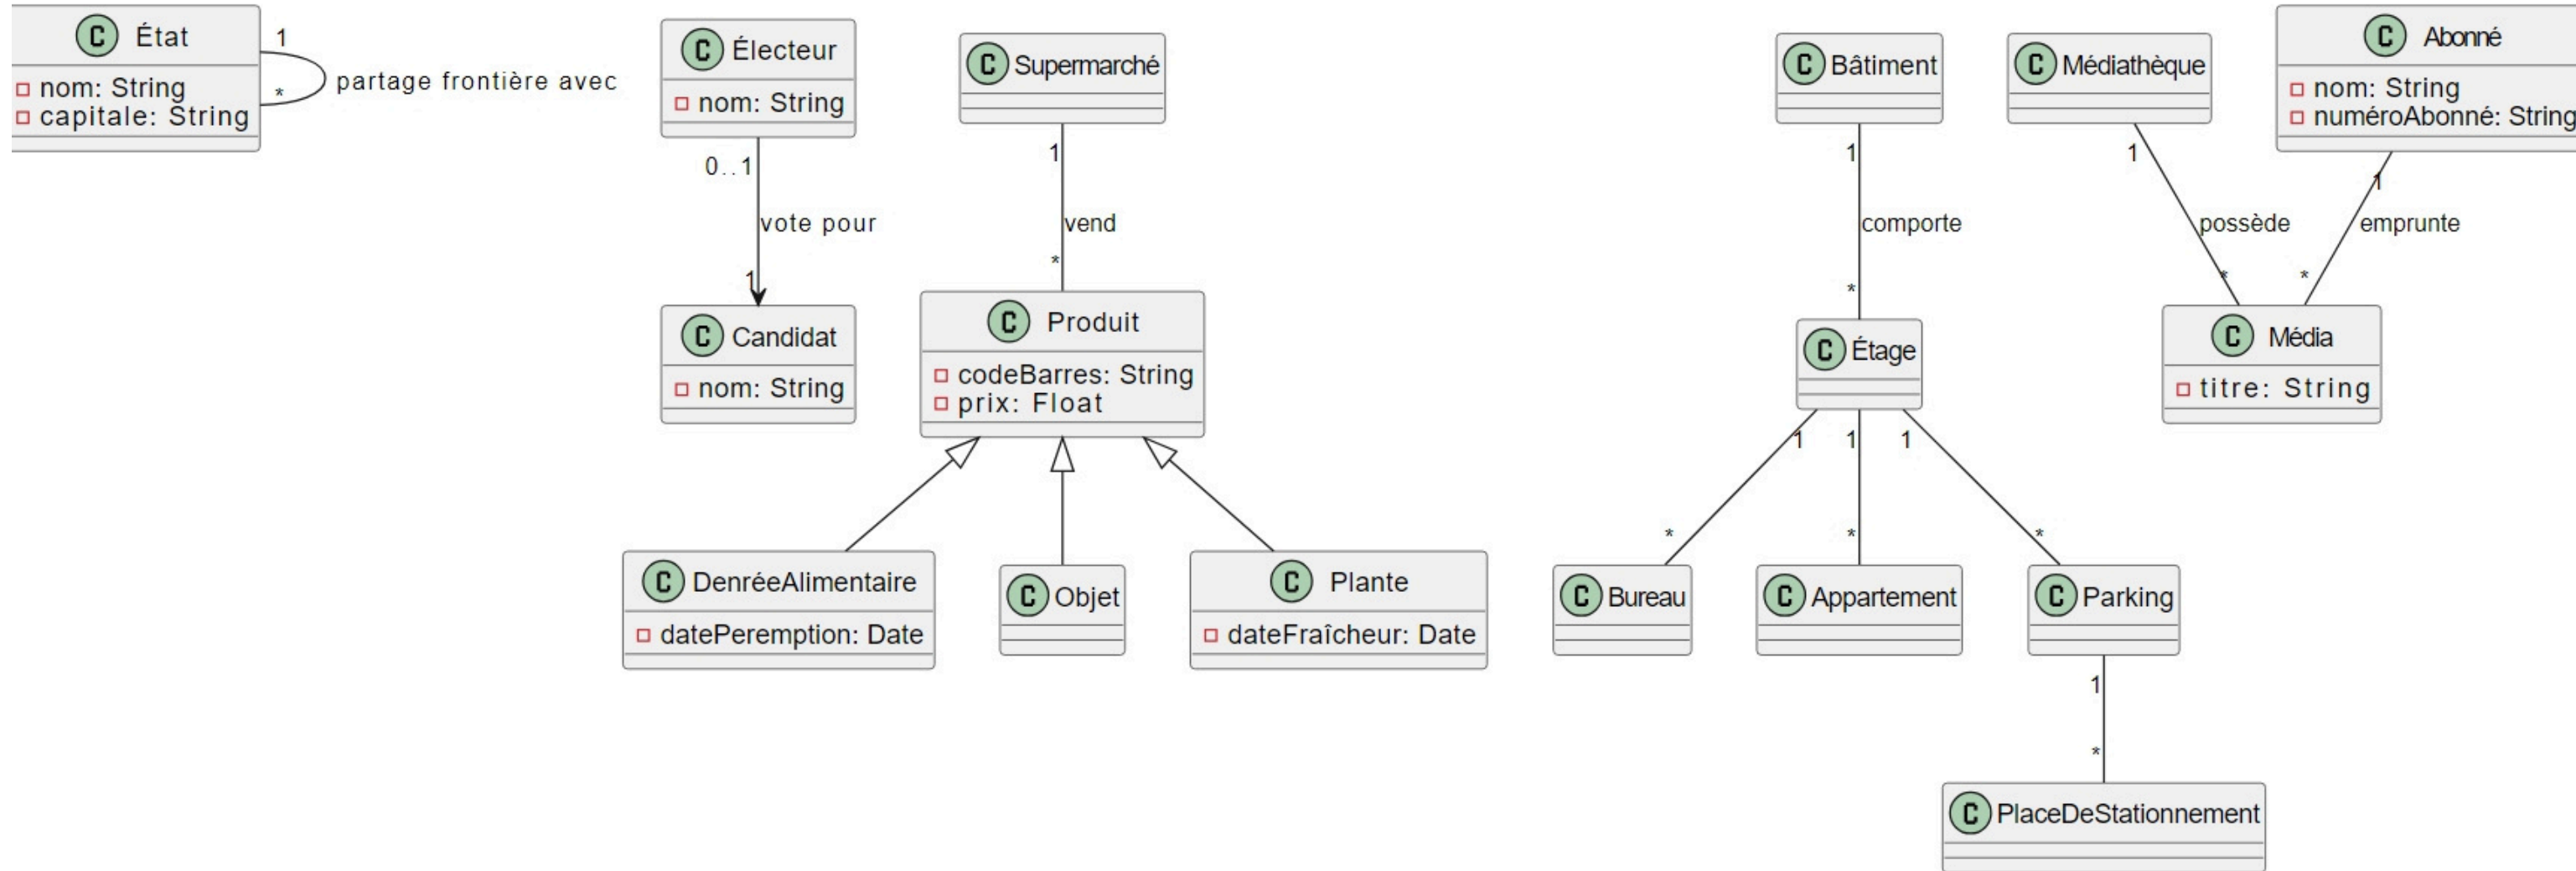 C État
nom: String
capitale: String
1
*
partage frontière avec
C Électeur
nom: String
0..1
vote pour
1
C Candidat
nom: String
C Supermarché
1
vend
*
C Produit
codeBarres: String
prix: Float
C DenréeAlimentaire
datePeremption: Date
C Objet
C Plante
dateFraîcheur: Date
C Bâtiment
1
comporte
*
C Étage
1
1
1
*
*
*
C Bureau
C Appartement
C Parking
1
*
C PlaceDeStationnement
C Médiathèque
1
possède
*
C Abonné
nom: String
numéroAbonné: String
1
emprunte
*
C Média
titre: String